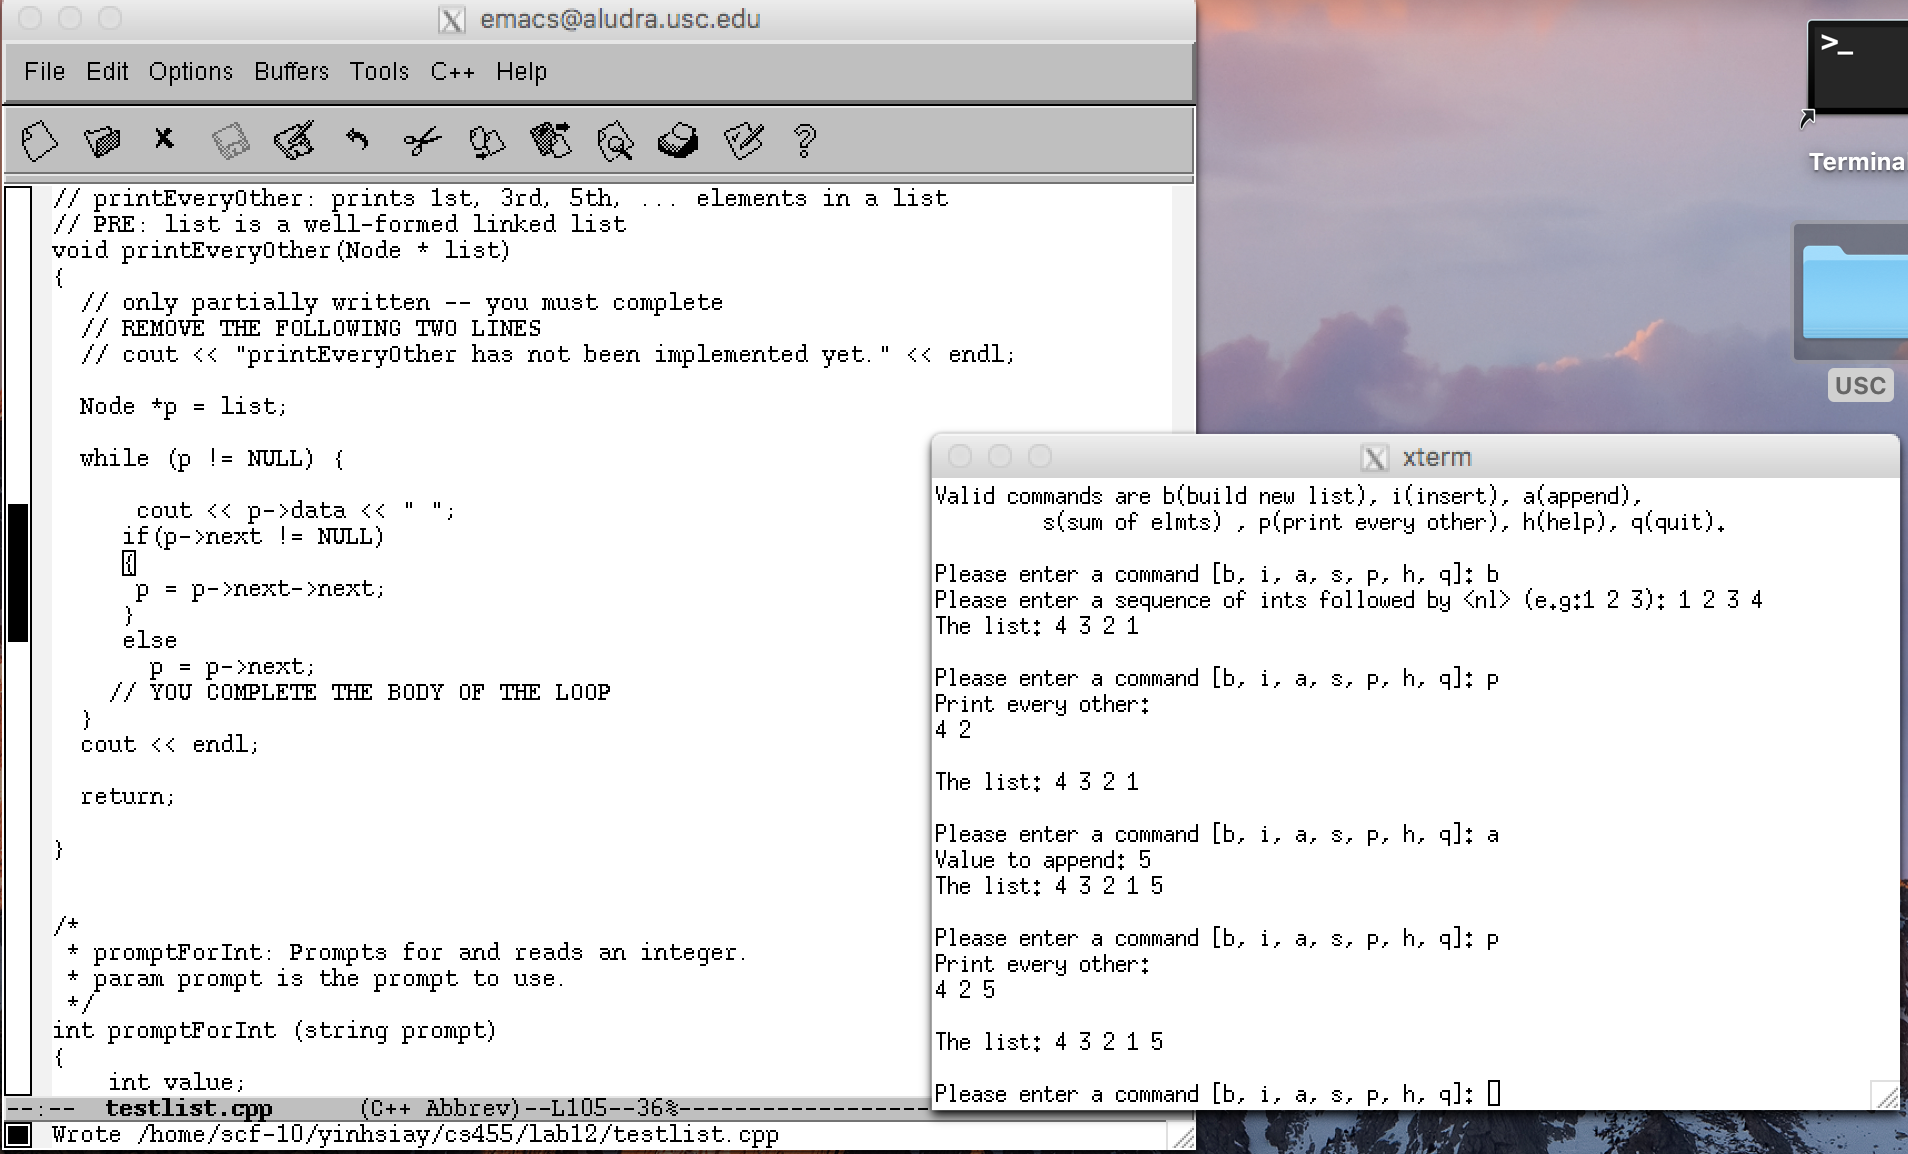 emacs@aludra.usc.edu
File Edit Options Buffers Tools C++ Help
// printEveryOther: prints 1st, 3rd, 5th, ... elements in a list
// PRE: list is a well-formed linked list
void printEveryOther(Node * list)
{
// only partially written -- you must complete
// REMOVE THE FOLLOWING TWO LINES
// cout << "printEveryOther has not been implemented yet." << endl;
Node *p = list;
while (p != NULL) {
cout << p->data << " ";
if(p->next != NULL)
{
p = p->next->next;
}
else
p = p->next;
// YOU COMPLETE THE BODY OF THE LOOP
}
cout << endl;
return;
}
/*
* promptForInt: Prompts for and reads an integer.
* param prompt is the prompt to use.
*/
int promptForInt (string prompt)
{
int value;
--:-- testlist.cpp (C++ Abbrev)--L105--36%------------------
Wrote /home/scf-10/yinhsiay/cs455/lab12/testlist.cpp
>_
Termina
USC
xterm
Valid commands are b(build new list), i(insert), a(append),
s(sum of elmts) , p(print every other), h(help), q(quit).
Please enter a command [b, i, a, s, p, h, q]: b
Please enter a sequence of ints followed by <nl> (e.g:1 2 3): 1 2 3 4
The list: 4 3 2 1
Please enter a command [b, i, a, s, p, h, q]: p
Print every other:
4 2
The list: 4 3 2 1
Please enter a command [b, i, a, s, p, h, q]: a
Value to append: 5
The list: 4 3 2 1 5
Please enter a command [b, i, a, s, p, h, q]: p
Print every other:
4 2 5
The list: 4 3 2 1 5
Please enter a command [b, i, a, s, p, h, q]: